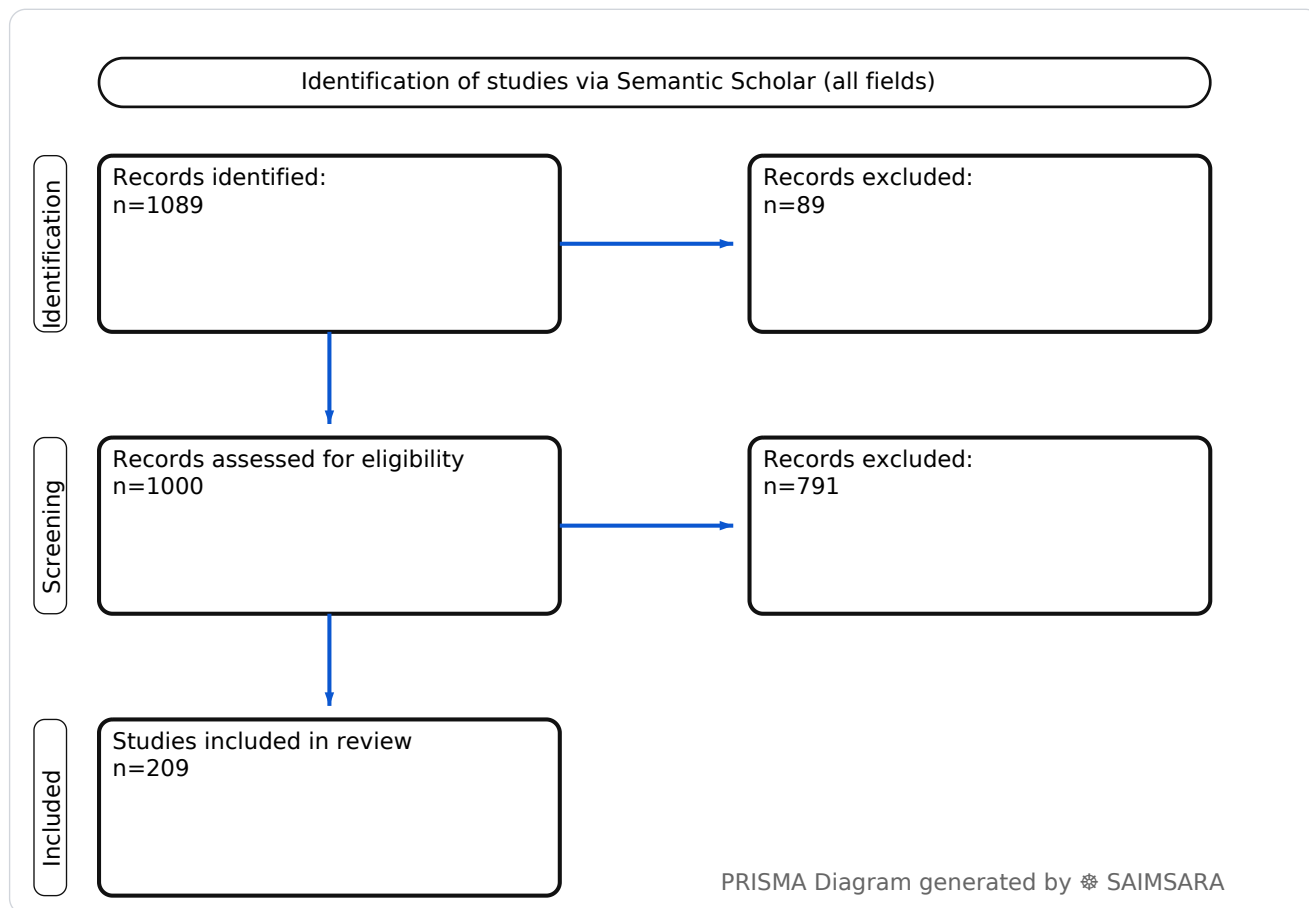 Identification of studies via Semantic Scholar (all fields)
Identification
Records identified:
n=1089
Records excluded:
n=89
Screening
Records assessed for eligibility
n=1000
Records excluded:
n=791
Included
Studies included in review
n=209
PRISMA Diagram generated by ☸ SAIMSARA